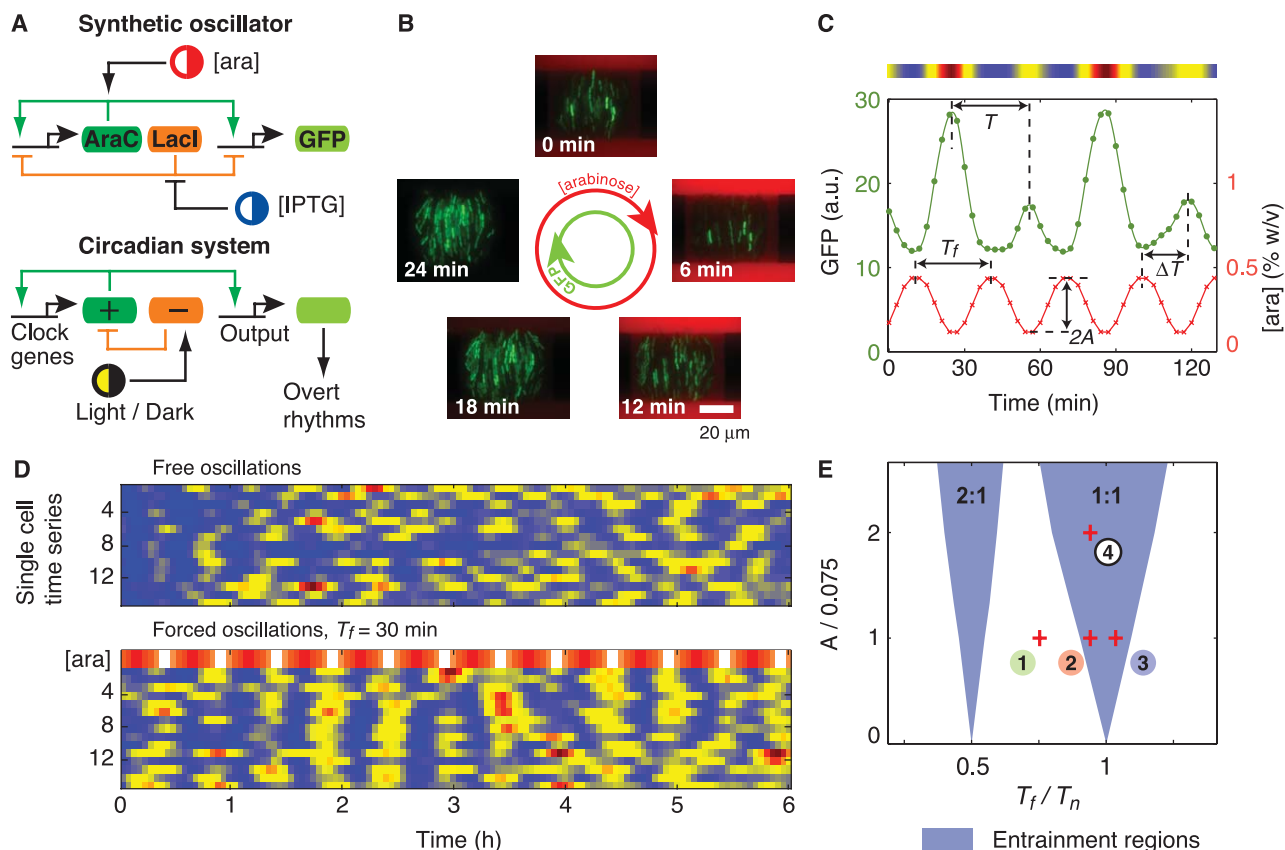 A
Synthetic oscillator
[ara]
AraC
LacI
GFP
[IPTG]
Circadian system
+
−
Clock
genes
Output
Light / Dark
Overt
rhythms
B
0 min
[arabinose]
GFP
24 min
6 min
18 min
12 min
20 μm
C
30
20
10
0
GFP (a.u.)
T
T_f
ΔT
2A
1
0.5
0
[ara] (% w/v)
0 30 60 90 120
Time (min)
D
Free oscillations
Single cell
time series
4
8
12
Forced oscillations, T_f = 30 min
[ara]
4
8
12
0 1 2 3 4 5 6
Time (h)
E
2:1
1:1
4
1
2
3
2
1
0
A / 0.075
0.5 1
T_f / T_n
Entrainment regions